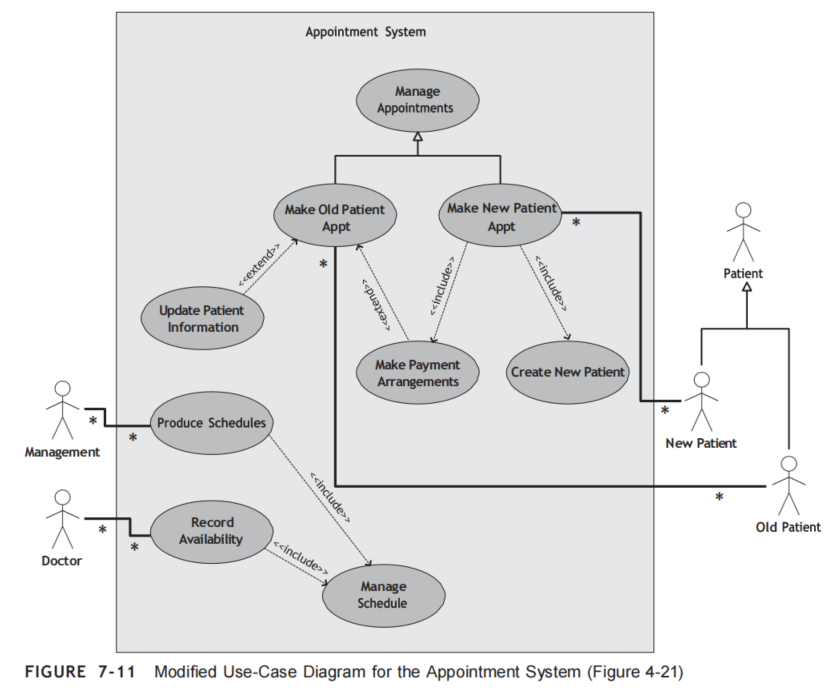 Appointment System
Manage
Appointments
Make Old Patient
Appt
Make New Patient
Appt
*
*
Patient
<<extend>>
<<extend>>
<<include>>
<<include>>
Update Patient
Information
Make Payment
Arrangements
Create New Patient
Management
*
*
Produce Schedules
*
New Patient
<<include>>
*
Old Patient
Doctor
*
*
Record
Availability
<<include>>
Manage
Schedule
FIGURE 7-11 Modified Use-Case Diagram for the Appointment System (Figure 4-21)